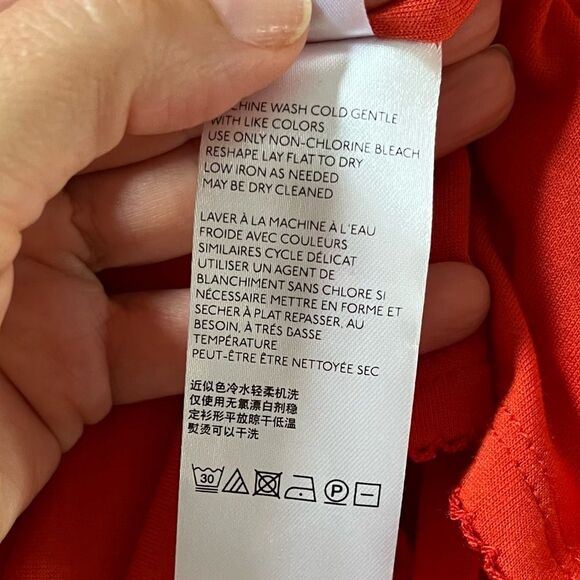 CHINE WASH COLD GENTLE
WITH LIKE COLORS
USE ONLY NON-CHLORINE BLEACH
RESHAPE LAY FLAT TO DRY
LOW IRON AS NEEDED
MAY BE DRY CLEANED
LAVER À LA MACHINE À L'EAU
FROIDE AVEC COULEURS
SIMILAIRES CYCLE DÉLICAT
UTILISER UN AGENT DE
BLANCHIMENT SANS CHLORE SI
NÉCESSAIRE METTRE EN FORME ET
SECHER À PLAT REPASSER, AU
BESOIN, À TRÉS BASSE
TEMPÉRATURE
PEUT-ÊTRE ÊTRE NETTOYÉE SEC
近似色冷水轻柔机洗
仅使用无氯漂白剂稳
定衫形平放晾干低温
熨烫可以干洗
30 P